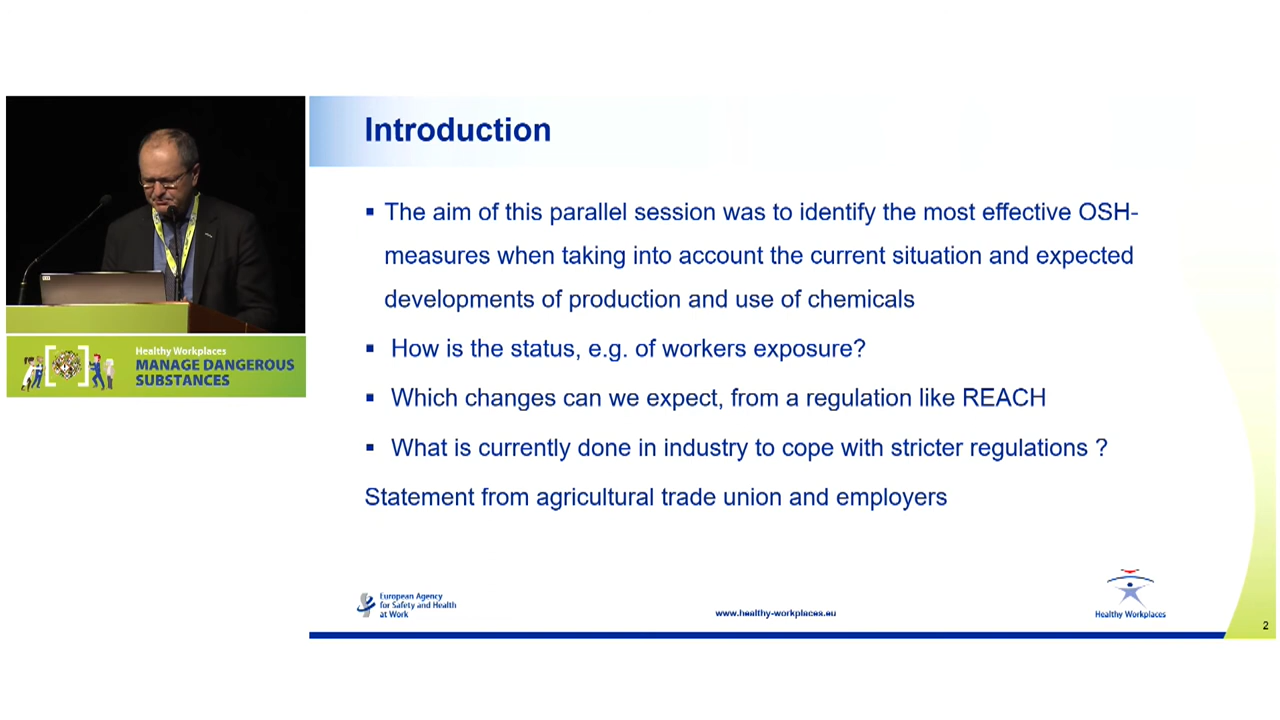 Introduction
▪ The aim of this parallel session was to identify the most effective OSH-
measures when taking into account the current situation and expected
developments of production and use of chemicals
▪ How is the status, e.g. of workers exposure?
▪ Which changes can we expect, from a regulation like REACH
▪ What is currently done in industry to cope with stricter regulations ?
Statement from agricultural trade union and employers
Healthy Workplaces
MANAGE DANGEROUS
SUBSTANCES
European Agency
for Safety and Health
at Work
www.healthy-workplaces.eu
Healthy Workplaces
2